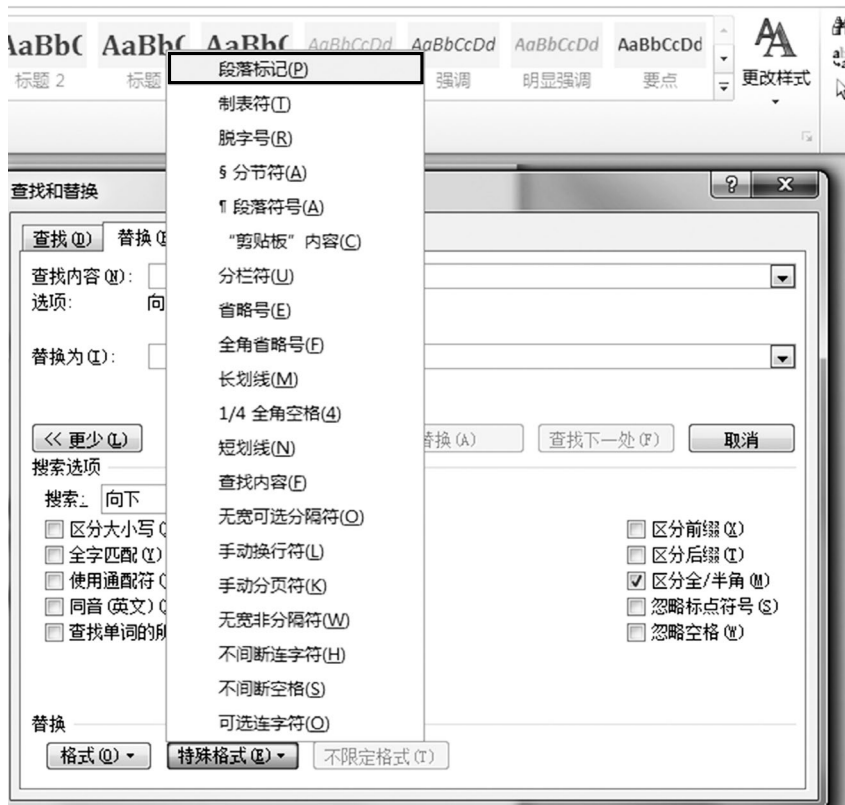 AaBbC AaBbC AaBbC AaBbCcDd AaBbCcDd AaBbCcDd AaBbCcDd
标题 2 标题 强调 明显强调 要点 更改样式
段落标记(P)
制表符(T)
脱字号(R)
§ 分节符(A)
¶ 段落符号(A)
“剪贴板”内容(C)
分栏符(U)
省略号(E)
全角省略号(F)
长划线(M)
1/4 全角空格(4)
短划线(N)
查找内容(F)
无宽可选分隔符(O)
手动换行符(L)
手动分页符(K)
无宽非分隔符(W)
不间断连字符(H)
不间断空格(S)
可选连字符(O)
查找和替换
查找(D) 替换(
查找内容(N):
选项: 向
替换为(I):
<< 更少(L) 替换(A) 查找下一处(F) 取消
搜索选项
搜索: 向下
区分大小写( 区分前缀(X)
全字匹配(Y) 区分后缀(T)
使用通配符( 区分全/半角(M)
同音(英文)( 忽略标点符号(S)
查找单词的所 忽略空格(W)
替换
格式(O) 特殊格式(E) 不限定格式(T)